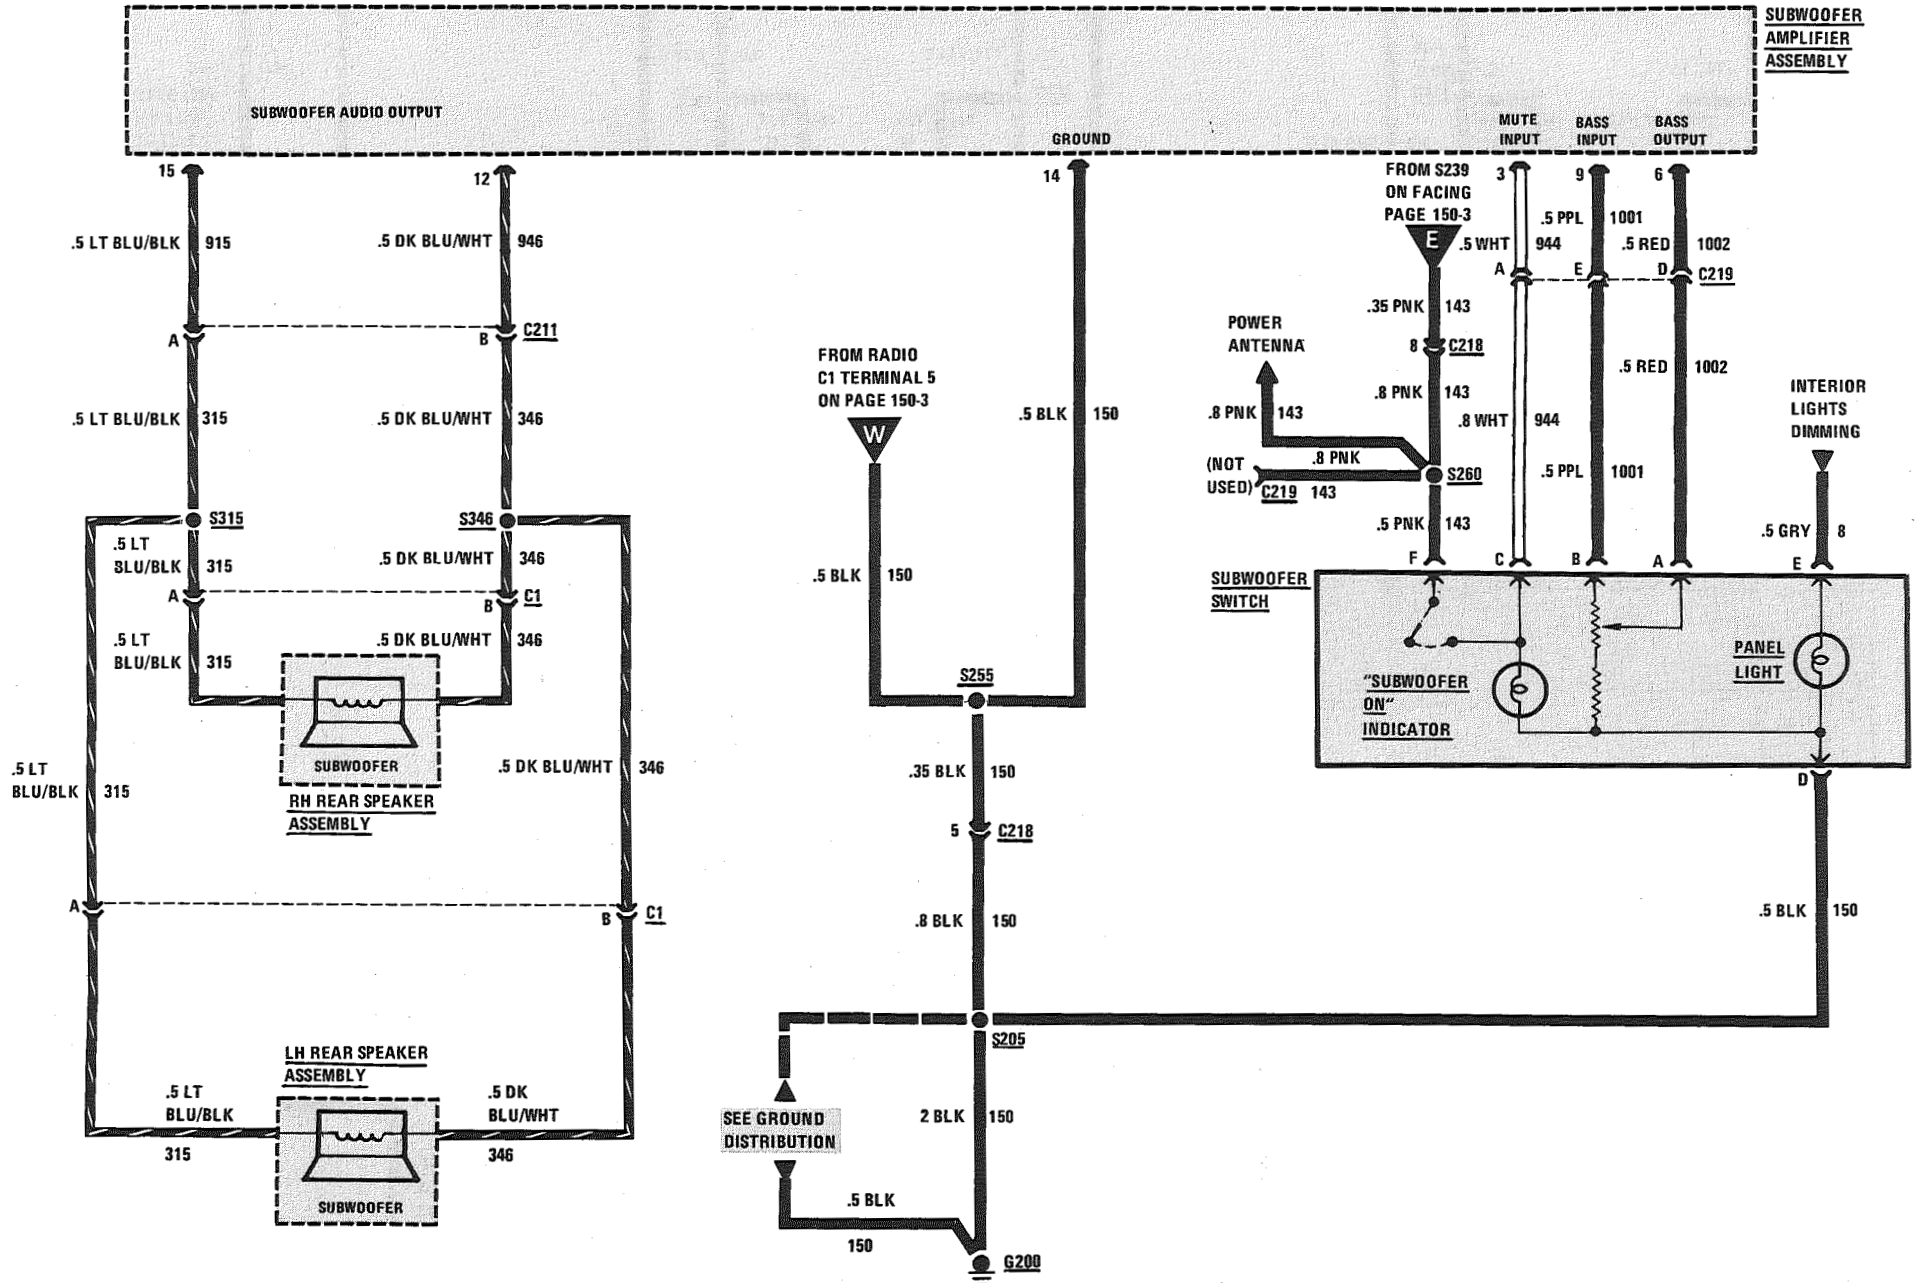 SUBWOOFER
AMPLIFIER
ASSEMBLY
SUBWOOFER AUDIO OUTPUT
GROUND
MUTE
INPUT
BASS
INPUT
BASS
OUTPUT
15
12
14
3
9
6
FROM S239
ON FACING
PAGE 150-3
E
.5 LT BLU/BLK 915
.5 DK BLU/WHT 946
.5 WHT 944
.5 PPL 1001
.5 RED 1002
A
E
D
C219
.35 PNK 143
A
B
C211
8
C218
POWER
ANTENNA
FROM RADIO
C1 TERMINAL 5
ON PAGE 150-3
W
.5 LT BLU/BLK 315
.5 DK BLU/WHT 346
.5 BLK 150
.8 PNK 143
.8 PNK 143
.8 WHT 944
.5 RED 1002
.5 PPL 1001
INTERIOR
LIGHTS
DIMMING
.8 PNK
(NOT
USED)
C219 143
S260
.5 PNK 143
.5 GRY 8
S315
S346
.5 LT
BLU/BLK 315
.5 DK BLU/WHT 346
A
B
C1
.5 LT
BLU/BLK 315
.5 DK BLU/WHT 346
.5 BLK 150
F
C
B
A
E
SUBWOOFER
SWITCH
"SUBWOOFER
ON"
INDICATOR
PANEL
LIGHT
D
SUBWOOFER
RH REAR SPEAKER
ASSEMBLY
S255
.5 LT
BLU/BLK 315
.5 DK BLU/WHT 346
.35 BLK 150
5
C218
A
B
C1
.8 BLK 150
.5 BLK 150
S205
LH REAR SPEAKER
ASSEMBLY
.5 LT
BLU/BLK
315
.5 DK
BLU/WHT
346
SUBWOOFER
SEE GROUND
DISTRIBUTION
2 BLK 150
.5 BLK
150
G200